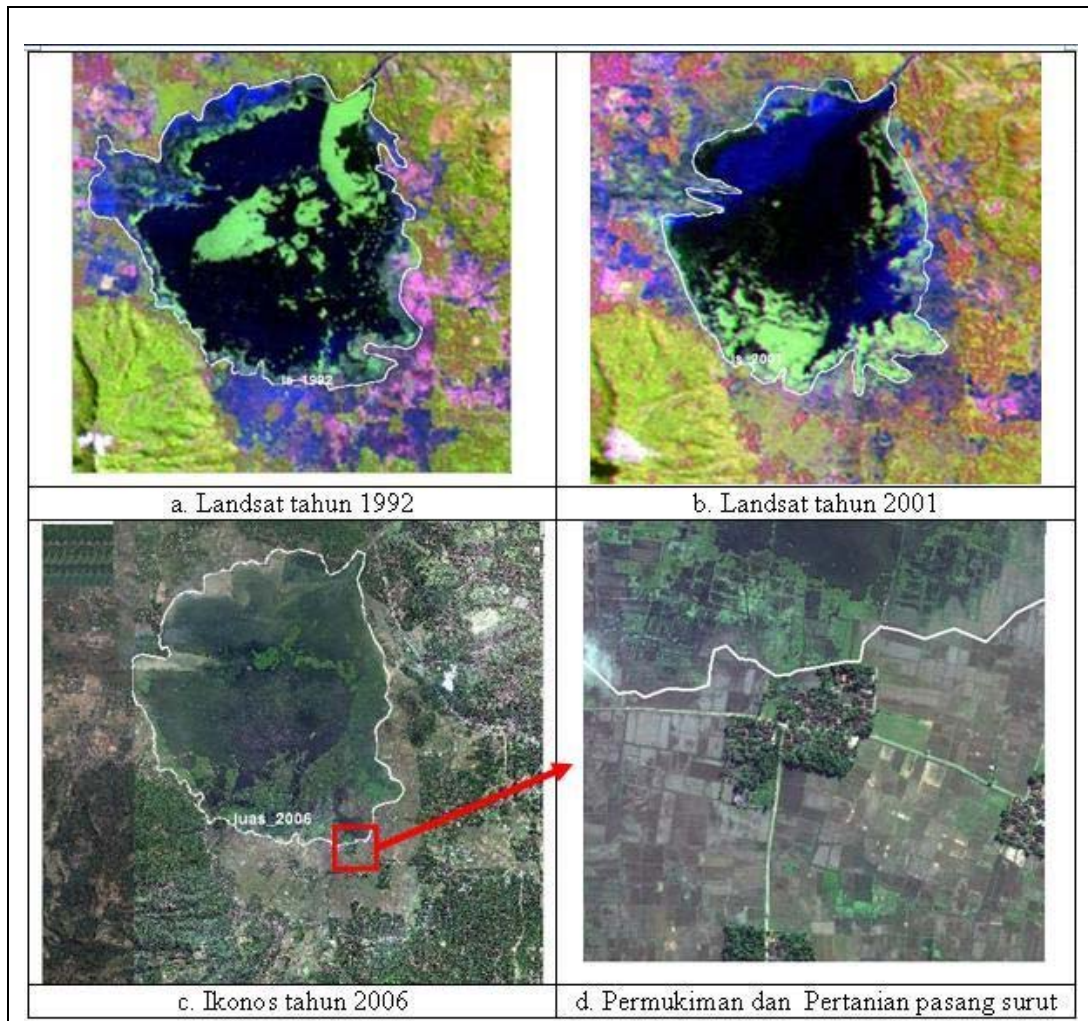 ls_1992
ls_2001
a. Landsat tahun 1992
b. Landsat tahun 2001
luas_2006
c. Ikonos tahun 2006
d. Permukiman dan Pertanian pasang surut